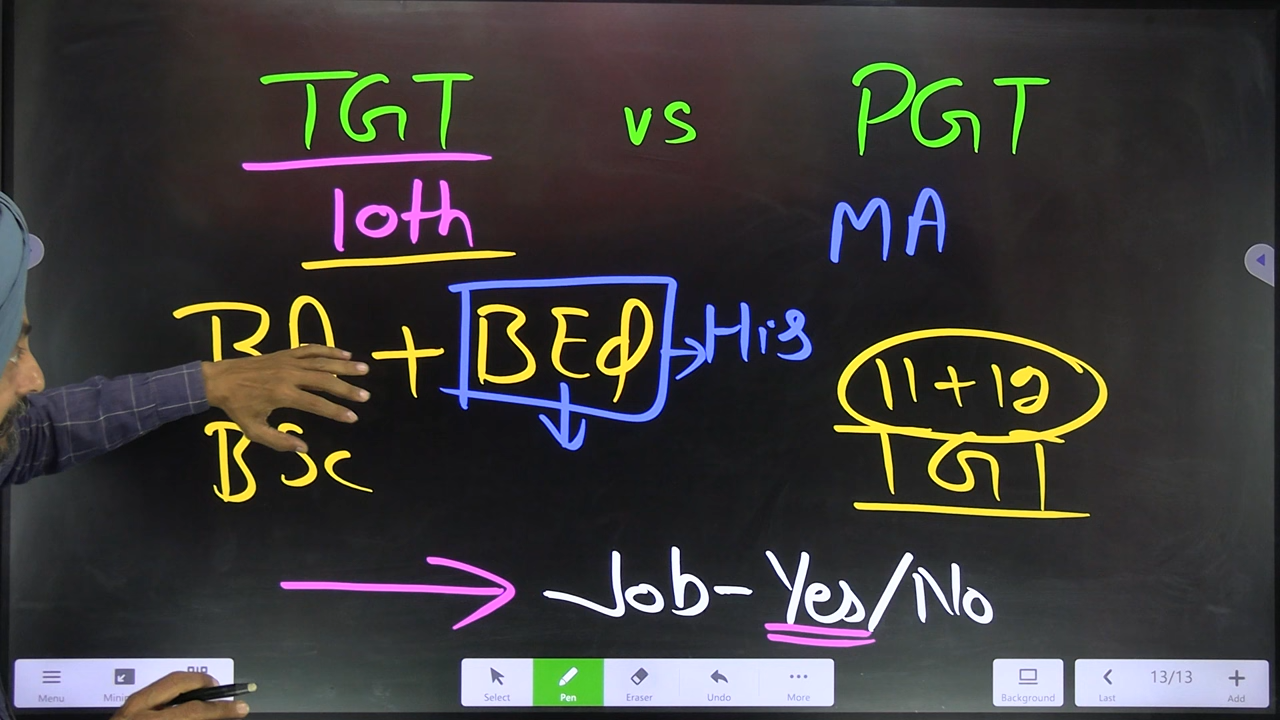 TGT vs PGT
10th
MA
BA + BEd → His
11+12
BSc
TGT
→ Job - Yes/No
Menu
Select
Pen
Eraser
Undo
More
Background
Last
13/13
Add